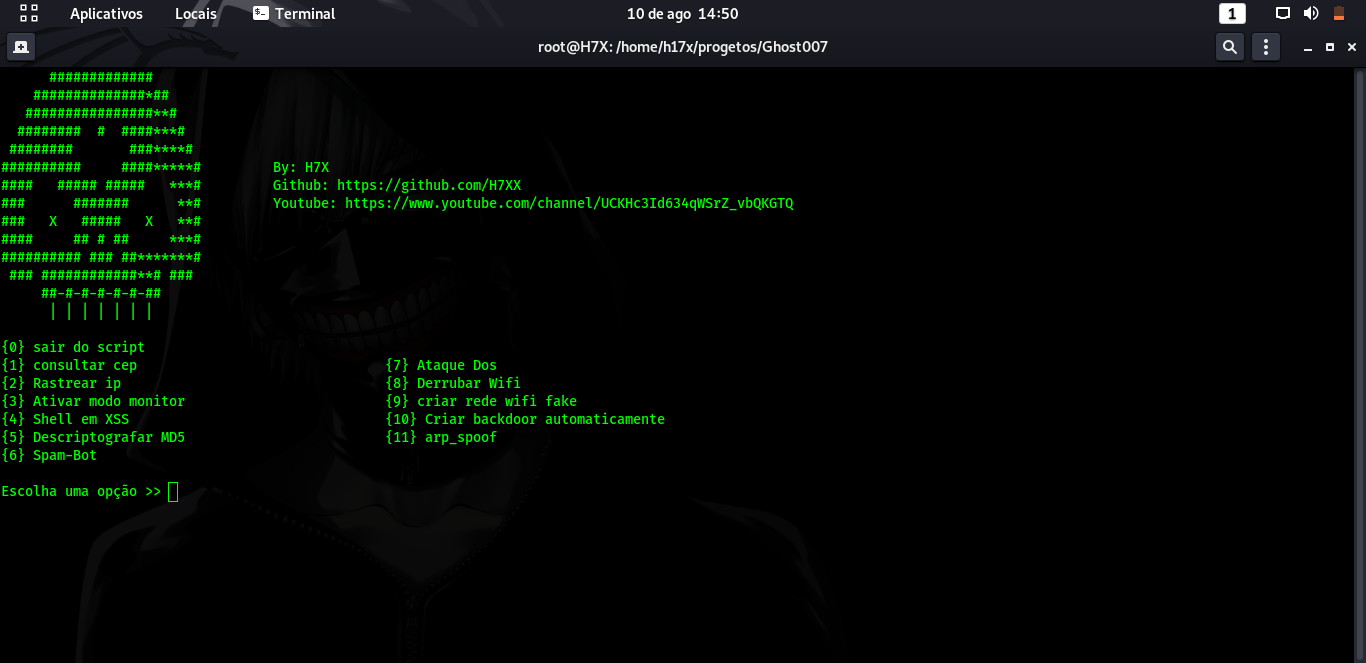 Aplicativos Locais Terminal 10 de ago 14:50 1
root@H7X: /home/h17x/progetos/Ghost007
      #############
    ##############*##
   ################**#
  ########  #  ####***#
 ########       ###****#
##########     ####*****#
####   ##### #####   ***#
###      #######      **#
###   X   #####   X   **#
####     ## # ##     ***#
########## ### ##*******#
 ### ############**# ###
     ##-#-#-#-#-#-##
      | | | | | | |
By: H7X
Github: https://github.com/H7XX
Youtube: https://www.youtube.com/channel/UCKHc3Id634qWSrZ_vbQKGTQ
{0} sair do script
{1} consultar cep {7} Ataque Dos
{2} Rastrear ip {8} Derrubar Wifi
{3} Ativar modo monitor {9} criar rede wifi fake
{4} Shell em XSS {10} Criar backdoor automaticamente
{5} Descriptografar MD5 {11} arp_spoof
{6} Spam-Bot
Escolha uma opção >>